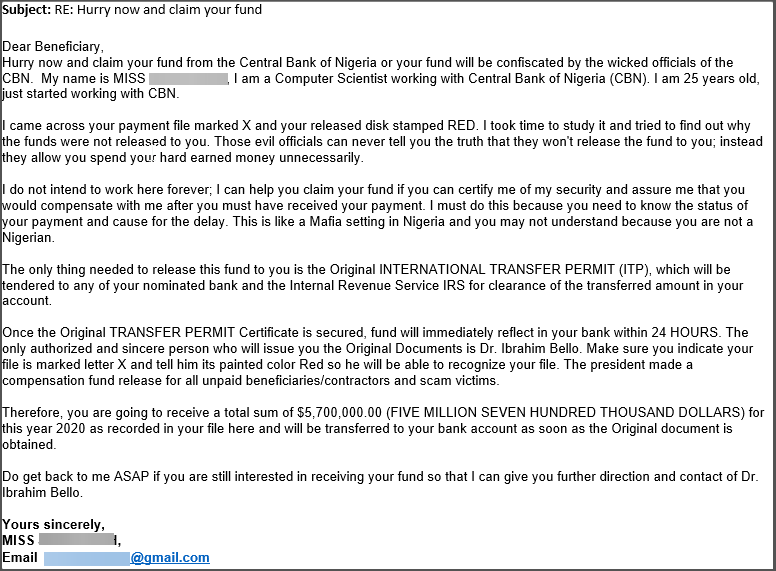 Subject: RE: Hurry now and claim your fund
Dear Beneficiary,
Hurry now and claim your fund from the Central Bank of Nigeria or your fund will be confiscated by the wicked officials of the
CBN.  My name is MISS , I am a Computer Scientist working with Central Bank of Nigeria (CBN). I am 25 years old,
just started working with CBN.
I came across your payment file marked X and your released disk stamped RED. I took time to study it and tried to find out why
the funds were not released to you. Those evil officials can never tell you the truth that they won't release the fund to you; instead
they allow you spend your hard earned money unnecessarily.
I do not intend to work here forever; I can help you claim your fund if you can certify me of my security and assure me that you
would compensate with me after you must have received your payment. I must do this because you need to know the status of
your payment and cause for the delay. This is like a Mafia setting in Nigeria and you may not understand because you are not a
Nigerian.
The only thing needed to release this fund to you is the Original INTERNATIONAL TRANSFER PERMIT (ITP), which will be
tendered to any of your nominated bank and the Internal Revenue Service IRS for clearance of the transferred amount in your
account.
Once the Original TRANSFER PERMIT Certificate is secured, fund will immediately reflect in your bank within 24 HOURS. The
only authorized and sincere person who will issue you the Original Documents is Dr. Ibrahim Bello. Make sure you indicate your
file is marked letter X and tell him its painted color Red so he will be able to recognize your file. The president made a
compensation fund release for all unpaid beneficiaries/contractors and scam victims.
Therefore, you are going to receive a total sum of $5,700,000.00 (FIVE MILLION SEVEN HUNDRED THOUSAND DOLLARS) for
this year 2020 as recorded in your file here and will be transferred to your bank account as soon as the Original document is
obtained.
Do get back to me ASAP if you are still interested in receiving your fund so that I can give you further direction and contact of Dr.
Ibrahim Bello.
Yours sincerely,
MISS ,
Email @gmail.com